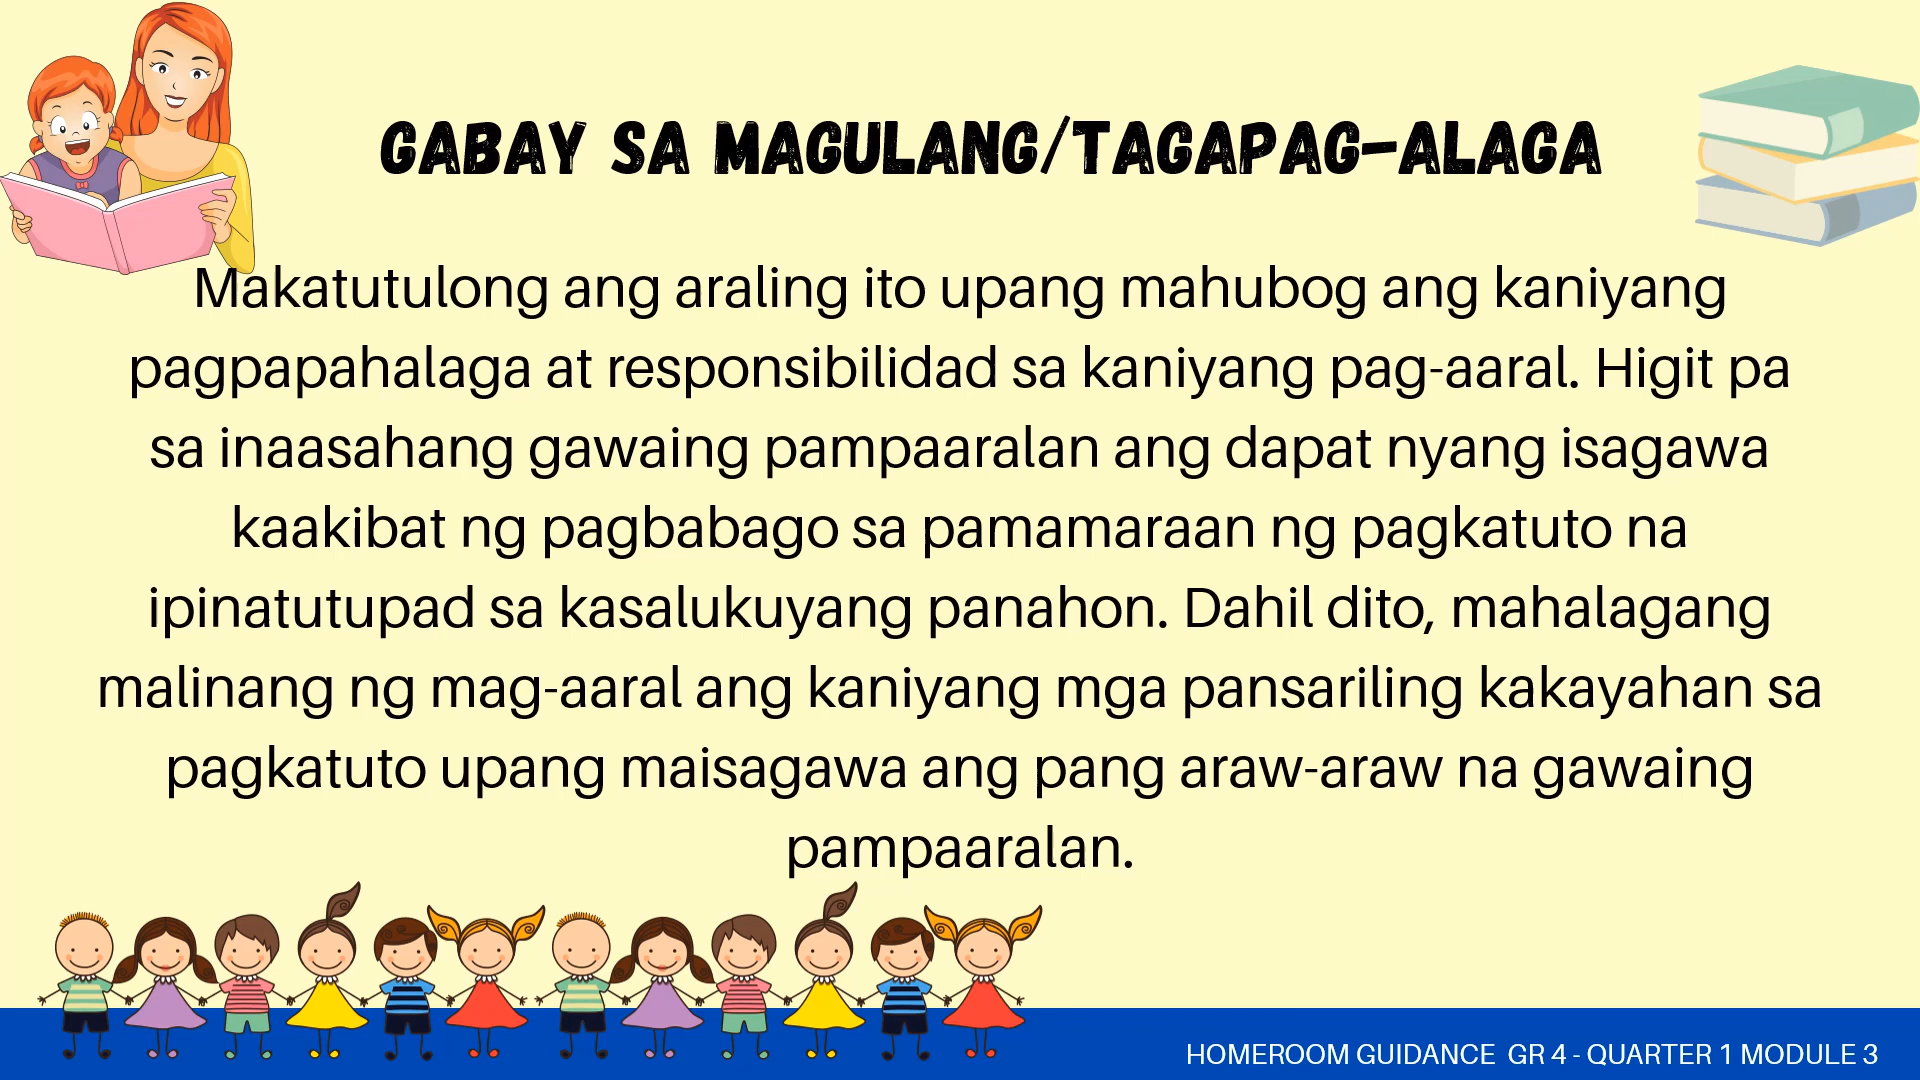 GABAY SA MAGULANG/TAGAPAG-ALAGA
Makatutulong ang araling ito upang mahubog ang kaniyang
pagpapahalaga at responsibilidad sa kaniyang pag-aaral. Higit pa
sa inaasahang gawaing pampaaralan ang dapat nyang isagawa
kaakibat ng pagbabago sa pamamaraan ng pagkatuto na
ipinatutupad sa kasalukuyang panahon. Dahil dito, mahalagang
malinang ng mag-aaral ang kaniyang mga pansariling kakayahan sa
pagkatuto upang maisagawa ang pang araw-araw na gawaing
pampaaralan.
HOMEROOM GUIDANCE GR 4 - QUARTER 1 MODULE 3